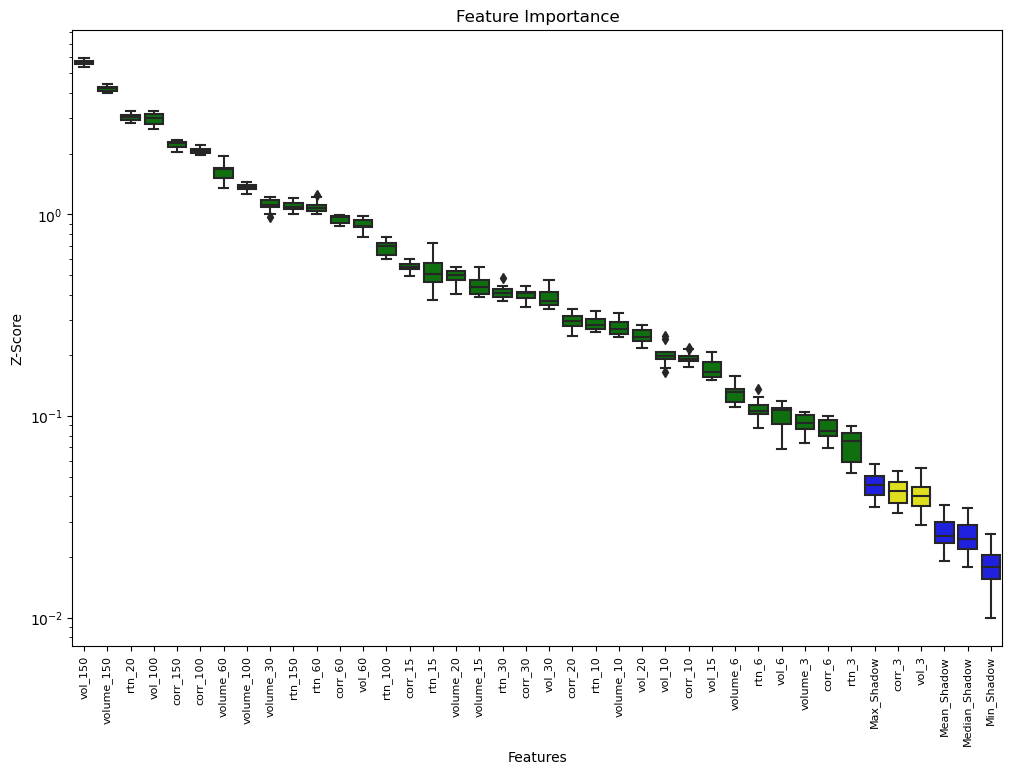 Feature Importance
Z-Score
10^0
10^-1
10^-2
vol_150
volume_150
rtn_20
vol_100
corr_150
corr_100
volume_60
volume_100
volume_30
rtn_150
rtn_60
corr_60
vol_60
rtn_100
corr_15
rtn_15
volume_20
volume_15
rtn_30
corr_30
vol_30
corr_20
rtn_10
volume_10
vol_20
vol_10
corr_10
vol_15
volume_6
rtn_6
vol_6
volume_3
corr_6
rtn_3
Max_Shadow
corr_3
vol_3
Mean_Shadow
Median_Shadow
Min_Shadow
Features